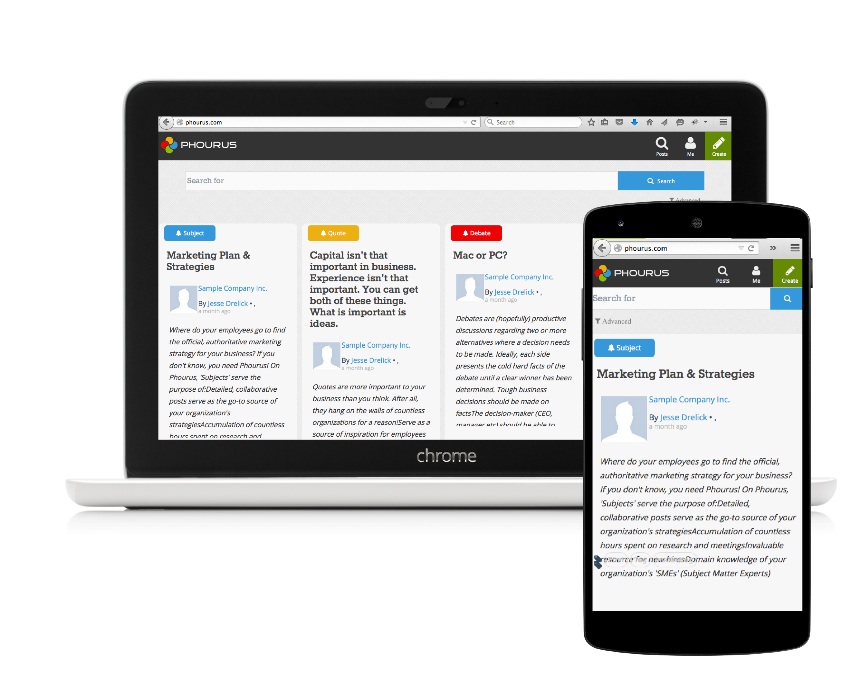 phourus.com
Search
PHOURUS
Posts
Me
Create
Search for
Search
Advanced
Subject
Marketing Plan &
Strategies
Sample Company Inc.
By Jesse Drelick • ,
a month ago
Where do your employees go to find
the official, authoritative marketing
strategy for your business? If you
don't know, you need Phourus! On
Phourus, 'Subjects' serve the
purpose of:Detailed, collaborative
posts serve as the go-to source of
your organization's
strategiesAccumulation of countless
hours spent on research and
Quote
Capital isn't that
important in business.
Experience isn't that
important. You can get
both of these things.
What is important is
ideas.
Sample Company Inc.
By Jesse Drelick • ,
a month ago
Quotes are more important to your
business than you think. After all,
they hang on the walls of countless
organizations for a reason!Serve as a
source of inspiration for employees
Debate
Mac or PC?
Sample Company Inc.
By Jesse Drelick • ,
a month ago
Debates are (hopefully) productive
discussions regarding two or more
alternatives where a decision needs
to be made. Ideally, each side
presents the cold hard facts of the
debate until a clear winner has been
determined. Tough business
decisions should be made on
factsThe decision-maker (CEO,
manager etc) should be able to
chrome
phourus.com
PHOURUS
Posts
Me
Create
Search for
Advanced
Subject
Marketing Plan & Strategies
Sample Company Inc.
By Jesse Drelick • ,
a month ago
Where do your employees go to find the official,
authoritative marketing strategy for your business?
If you don't know, you need Phourus! On Phourus,
'Subjects' serve the purpose of:Detailed,
collaborative posts serve as the go-to source of your
organization's strategiesAccumulation of countless
hours spent on research and meetingsInvaluable
resource for new hiresDomain knowledge of your
organization's 'SMEs' (Subject Matter Experts)